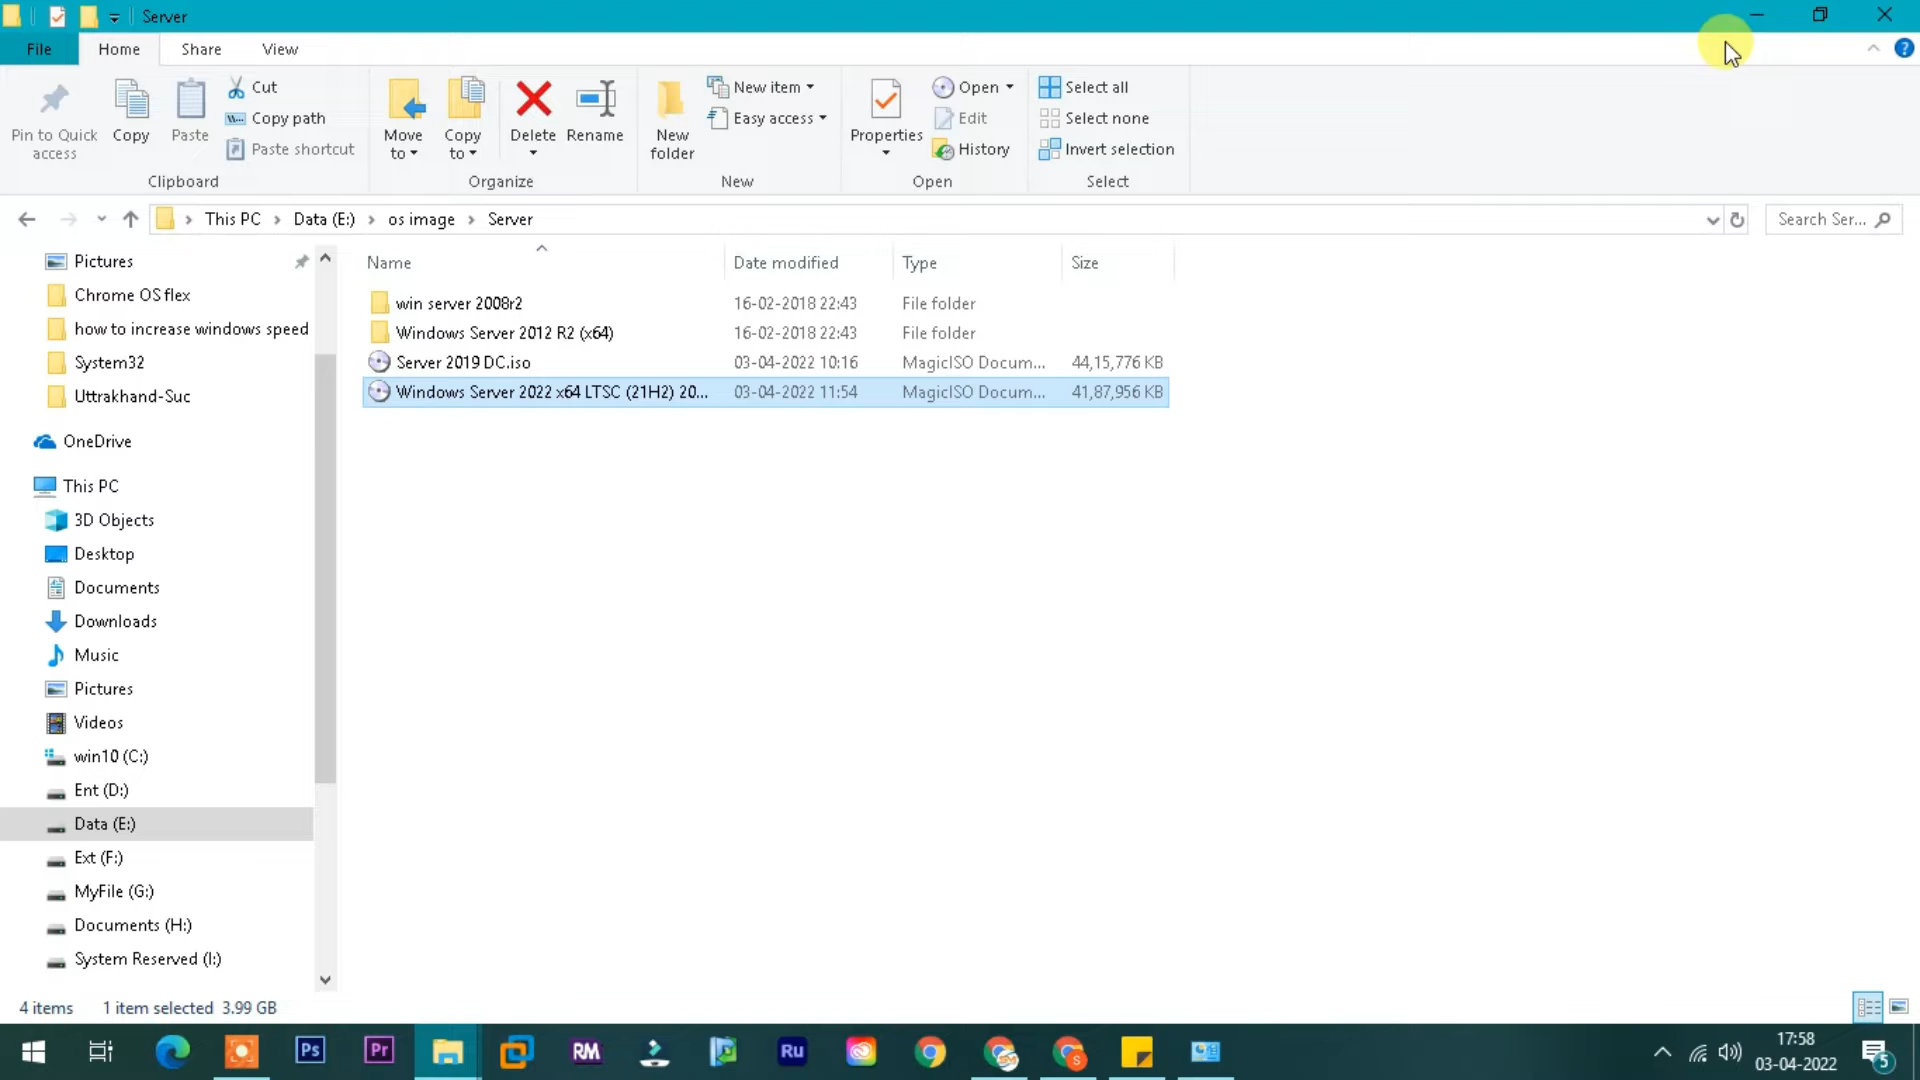 Server
File Home Share View
Pin to Quick access
Copy
Paste
Cut
Copy path
Paste shortcut
Clipboard
Move to
Copy to
Delete
Rename
Organize
New folder
New item
Easy access
New
Properties
Open
Edit
History
Open
Select all
Select none
Invert selection
Select
This PC > Data (E:) > os image > Server
Search Ser...
Pictures
Chrome OS flex
how to increase windows speed
System32
Uttrakhand-Suc
OneDrive
This PC
3D Objects
Desktop
Documents
Downloads
Music
Pictures
Videos
win10 (C:)
Ent (D:)
Data (E:)
Ext (F:)
MyFile (G:)
Documents (H:)
System Reserved (I:)
Name Date modified Type Size
win server 2008r2 16-02-2018 22:43 File folder
Windows Server 2012 R2 (x64) 16-02-2018 22:43 File folder
Server 2019 DC.iso 03-04-2022 10:16 MagicISO Docum... 44,15,776 KB
Windows Server 2022 x64 LTSC (21H2) 20... 03-04-2022 11:54 MagicISO Docum... 41,87,956 KB
4 items 1 item selected 3.99 GB
Ps Pr RM Ru S
17:58
03-04-2022
5